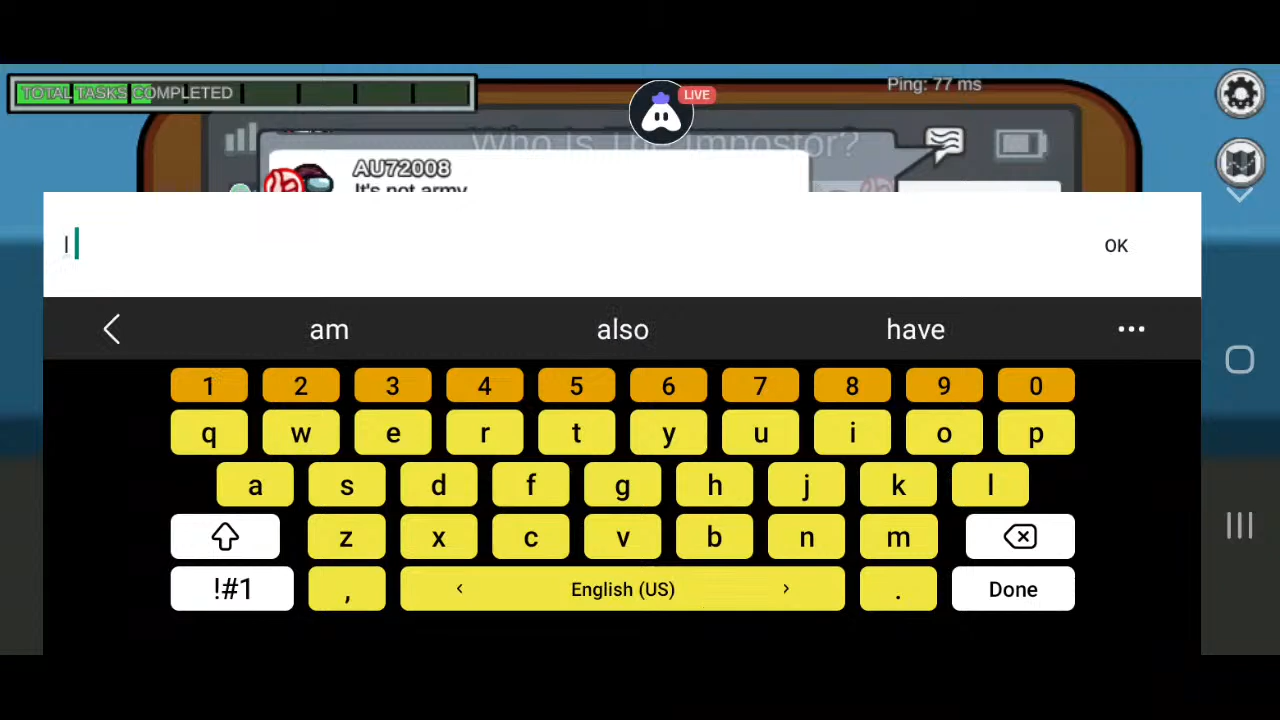 TOTAL TASKS COMPLETED
LIVE
Ping: 77 ms
Who Is The Impostor?
AU72008
It's not army
I
OK
am also have
1 2 3 4 5 6 7 8 9 0
q w e r t y u i o p
a s d f g h j k l
z x c v b n m
!#1 , English (US) . Done